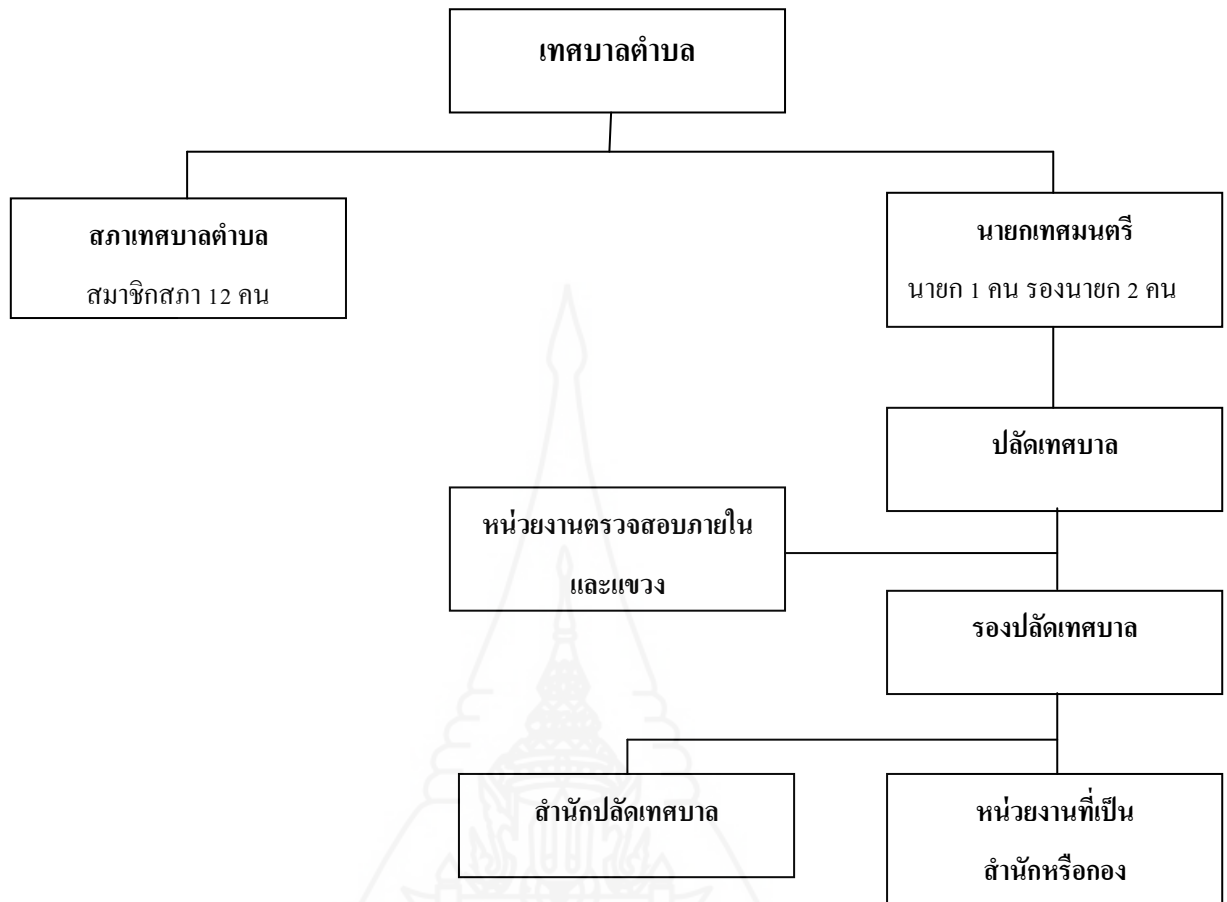 เทศบาลตำบล
สภาเทศบาลตำบล
สมาชิกสภา 12 คน
นายกเทศมนตรี
นายก 1 คน รองนายก 2 คน
ปลัดเทศบาล
หน่วยงานตรวจสอบภายใน
และแขวง
รองปลัดเทศบาล
สำนักปลัดเทศบาล
หน่วยงานที่เป็น
สำนักหรือกอง